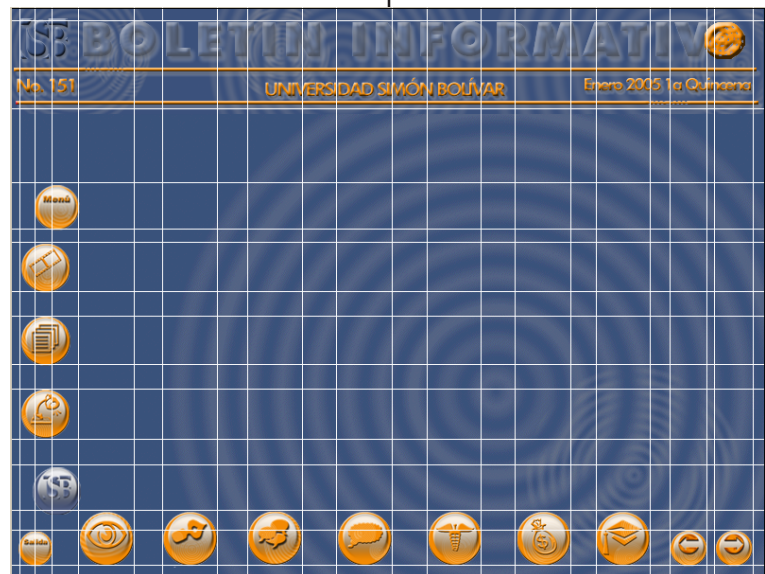 USB BOLETIN INFORMATIVO
No. 151
UNIVERSIDAD SIMÓN BOLÍVAR
Enero 2005 1a Quincena
Menú
USB
Salida